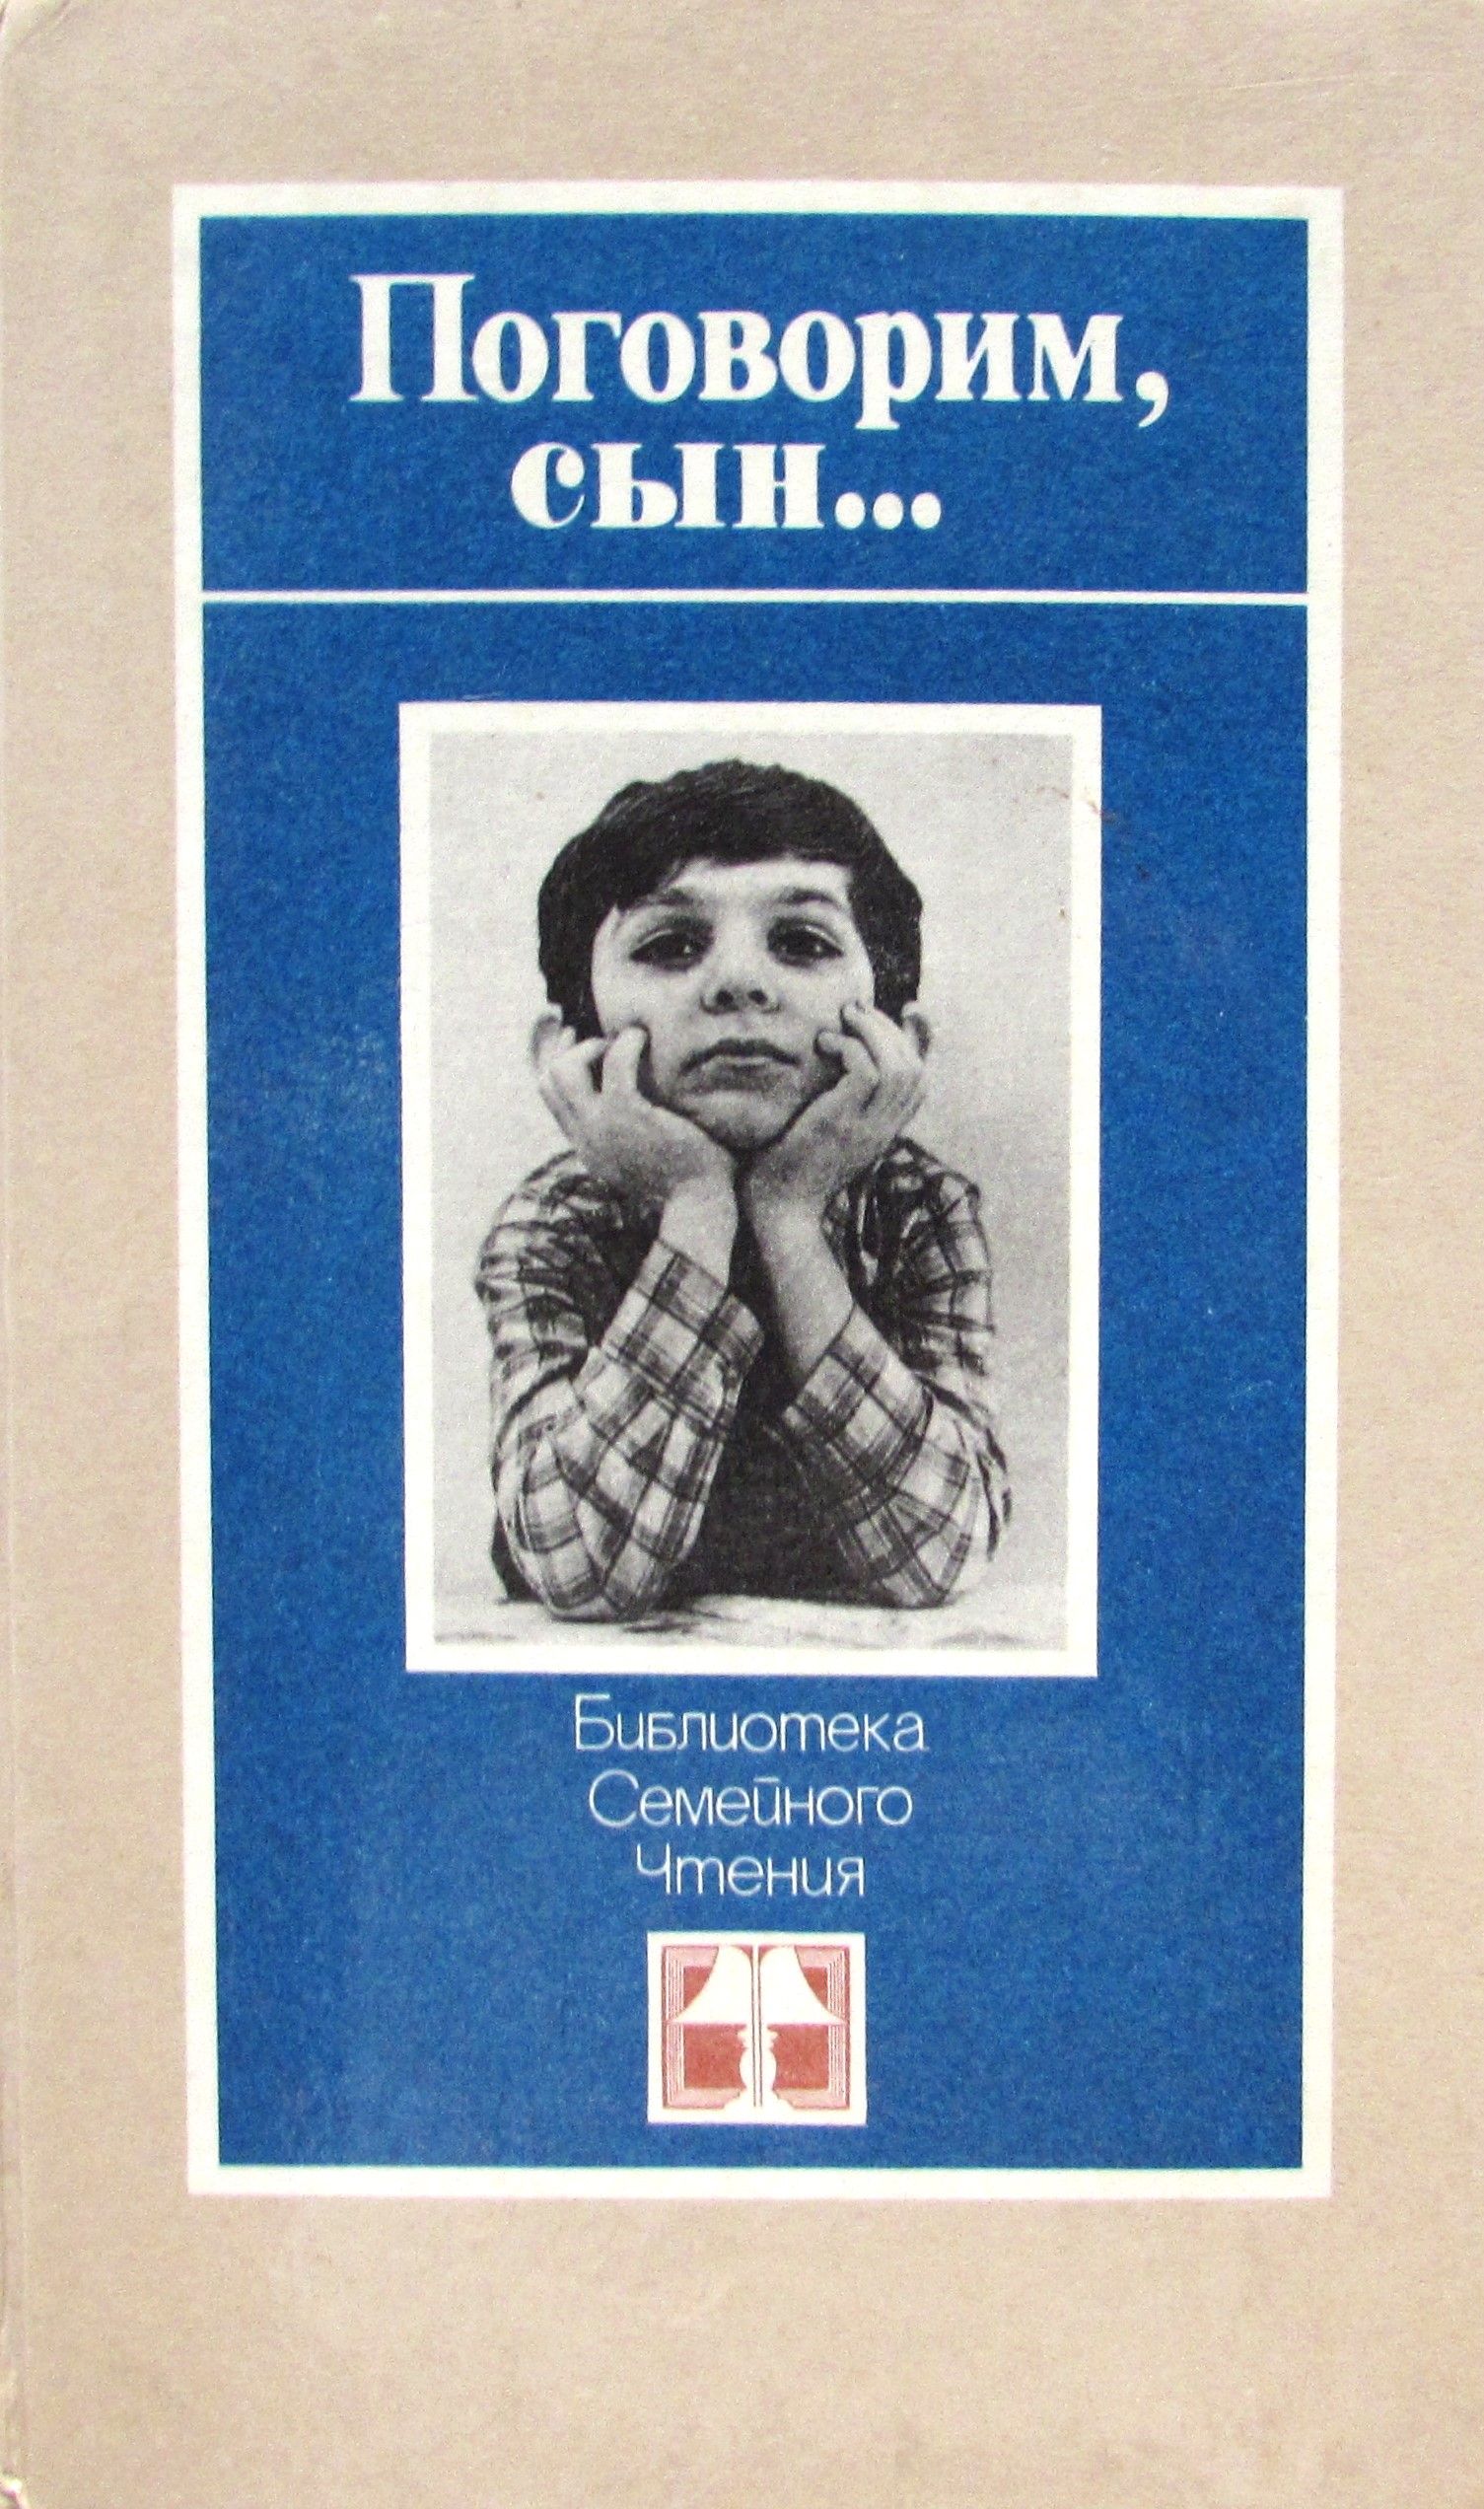 Поговорим,
сын...
Библиотека
Семейного
Чтения